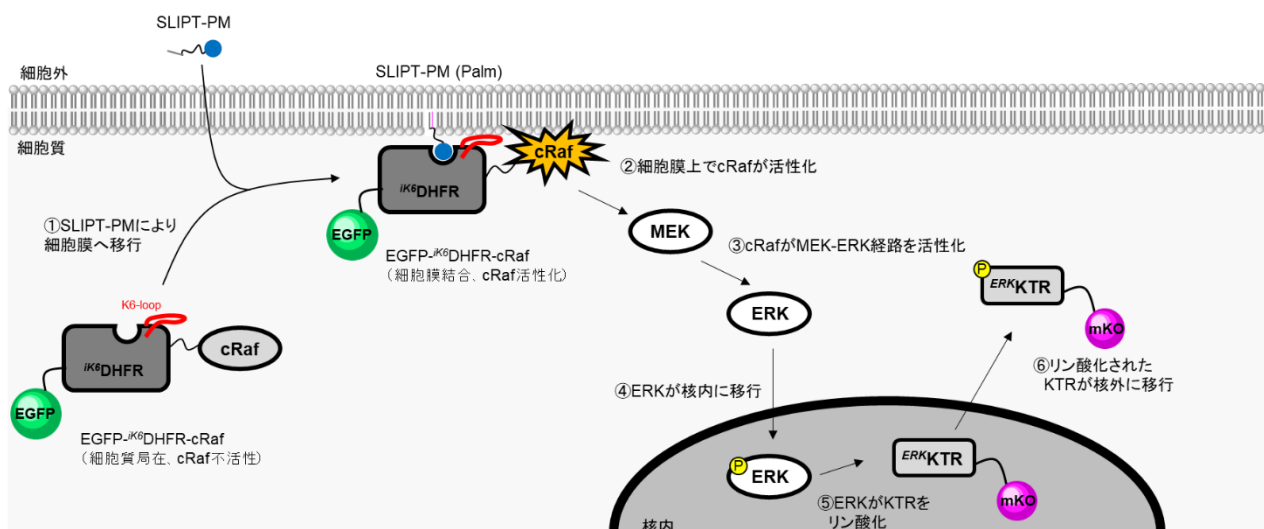 SLIPT-PM
細胞外
SLIPT-PM (Palm)
細胞質
cRaf
iK6DHFR
②細胞膜上でcRafが活性化
EGFP
①SLIPT-PMにより
細胞膜へ移行
MEK
③cRafがMEK-ERK経路を活性化
EGFP-iK6DHFR-cRaf
(細胞膜結合、cRaf活性化)
P
ERKKTR
K6-loop
ERK
mKO
cRaf
iK6DHFR
⑥リン酸化された
KTRが核外に移行
④ERKが核内に移行
EGFP
EGFP-iK6DHFR-cRaf
(細胞質局在、cRaf不活性)
P
ERK
ERKKTR
mKO
⑤ERKがKTRを
リン酸化
核内